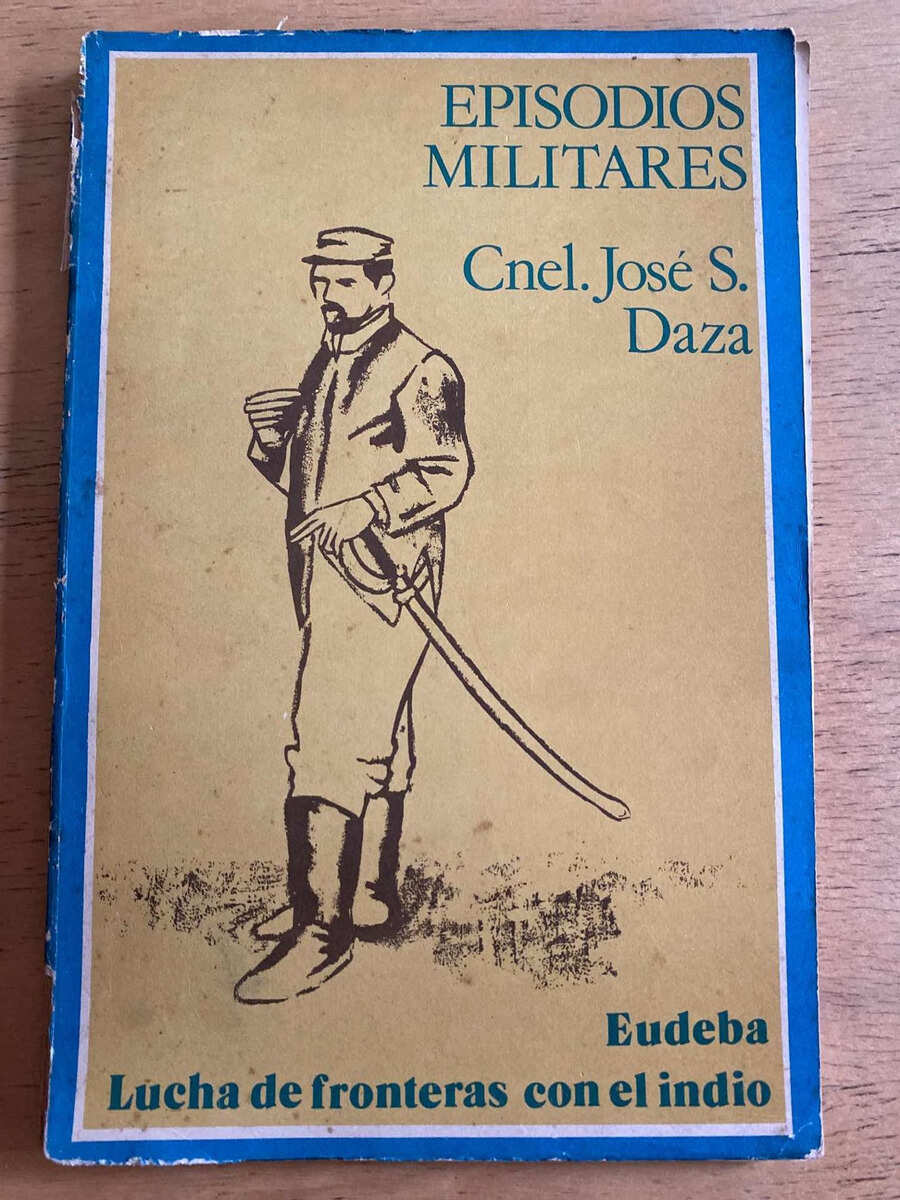 EPISODIOS
MILITARES
Cnel. José S.
Daza
Eudeba
Lucha de fronteras con el indio